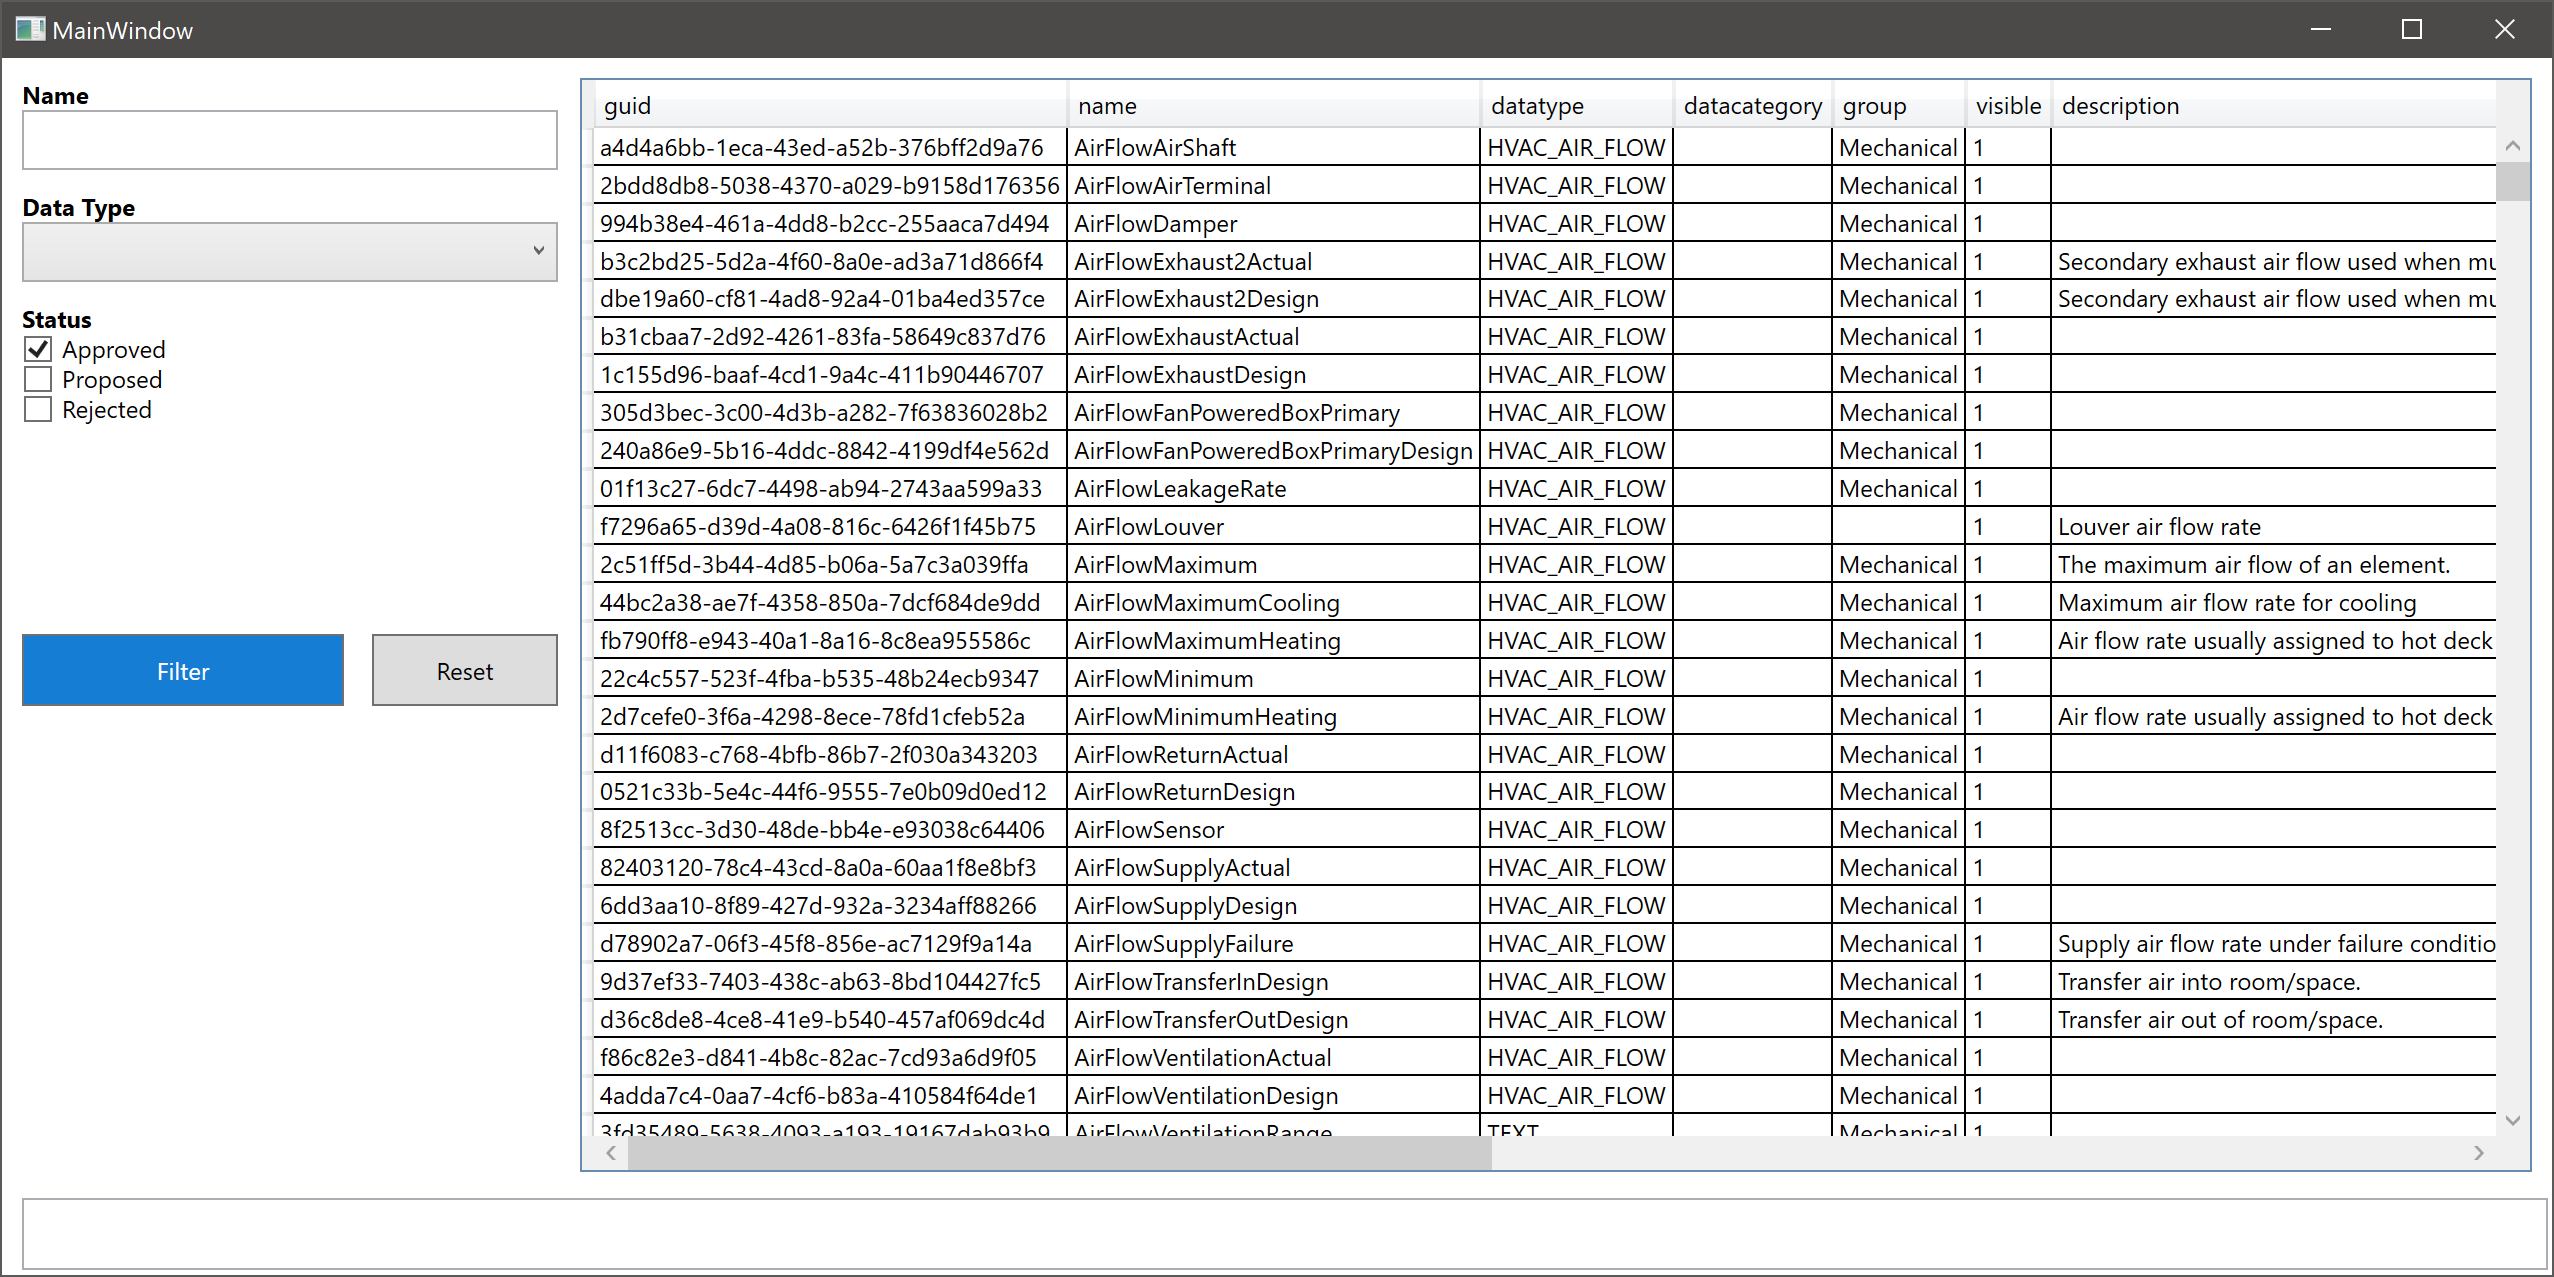 MainWindow
Name
Data Type
Status
Approved
Proposed
Rejected
Filter Reset
guid name datatype datacategory group visible description
a4d4a6bb-1eca-43ed-a52b-376bff2d9a76 AirFlowAirShaft HVAC_AIR_FLOW Mechanical 1
2bdd8db8-5038-4370-a029-b9158d176356 AirFlowAirTerminal HVAC_AIR_FLOW Mechanical 1
994b38e4-461a-4dd8-b2cc-255aaca7d494 AirFlowDamper HVAC_AIR_FLOW Mechanical 1
b3c2bd25-5d2a-4f60-8a0e-ad3a71d866f4 AirFlowExhaust2Actual HVAC_AIR_FLOW Mechanical 1 Secondary exhaust air flow used when mu
dbe19a60-cf81-4ad8-92a4-01ba4ed357ce AirFlowExhaust2Design HVAC_AIR_FLOW Mechanical 1 Secondary exhaust air flow used when mu
b31cbaa7-2d92-4261-83fa-58649c837d76 AirFlowExhaustActual HVAC_AIR_FLOW Mechanical 1
1c155d96-baaf-4cd1-9a4c-411b90446707 AirFlowExhaustDesign HVAC_AIR_FLOW Mechanical 1
305d3bec-3c00-4d3b-a282-7f63836028b2 AirFlowFanPoweredBoxPrimary HVAC_AIR_FLOW Mechanical 1
240a86e9-5b16-4ddc-8842-4199df4e562d AirFlowFanPoweredBoxPrimaryDesign HVAC_AIR_FLOW Mechanical 1
01f13c27-6dc7-4498-ab94-2743aa599a33 AirFlowLeakageRate HVAC_AIR_FLOW Mechanical 1
f7296a65-d39d-4a08-816c-6426f1f45b75 AirFlowLouver HVAC_AIR_FLOW 1 Louver air flow rate
2c51ff5d-3b44-4d85-b06a-5a7c3a039ffa AirFlowMaximum HVAC_AIR_FLOW Mechanical 1 The maximum air flow of an element.
44bc2a38-ae7f-4358-850a-7dcf684de9dd AirFlowMaximumCooling HVAC_AIR_FLOW Mechanical 1 Maximum air flow rate for cooling
fb790ff8-e943-40a1-8a16-8c8ea955586c AirFlowMaximumHeating HVAC_AIR_FLOW Mechanical 1 Air flow rate usually assigned to hot deck
22c4c557-523f-4fba-b535-48b24ecb9347 AirFlowMinimum HVAC_AIR_FLOW Mechanical 1
2d7cefe0-3f6a-4298-8ece-78fd1cfeb52a AirFlowMinimumHeating HVAC_AIR_FLOW Mechanical 1 Air flow rate usually assigned to hot deck
d11f6083-c768-4bfb-86b7-2f030a343203 AirFlowReturnActual HVAC_AIR_FLOW Mechanical 1
0521c33b-5e4c-44f6-9555-7e0b09d0ed12 AirFlowReturnDesign HVAC_AIR_FLOW Mechanical 1
8f2513cc-3d30-48de-bb4e-e93038c64406 AirFlowSensor HVAC_AIR_FLOW Mechanical 1
82403120-78c4-43cd-8a0a-60aa1f8e8bf3 AirFlowSupplyActual HVAC_AIR_FLOW Mechanical 1
6dd3aa10-8f89-427d-932a-3234aff88266 AirFlowSupplyDesign HVAC_AIR_FLOW Mechanical 1
d78902a7-06f3-45f8-856e-ac7129f9a14a AirFlowSupplyFailure HVAC_AIR_FLOW Mechanical 1 Supply air flow rate under failure conditio
9d37ef33-7403-438c-ab63-8bd104427fc5 AirFlowTransferInDesign HVAC_AIR_FLOW Mechanical 1 Transfer air into room/space.
d36c8de8-4ce8-41e9-b540-457af069dc4d AirFlowTransferOutDesign HVAC_AIR_FLOW Mechanical 1 Transfer air out of room/space.
f86c82e3-d841-4b8c-82ac-7cd93a6d9f05 AirFlowVentilationActual HVAC_AIR_FLOW Mechanical 1
4adda7c4-0aa7-4cf6-b83a-410584f64de1 AirFlowVentilationDesign HVAC_AIR_FLOW Mechanical 1
3fd35489-5638-4093-a193-19167dab93b9 AirFlowVentilationRange TEXT Mechanical 1